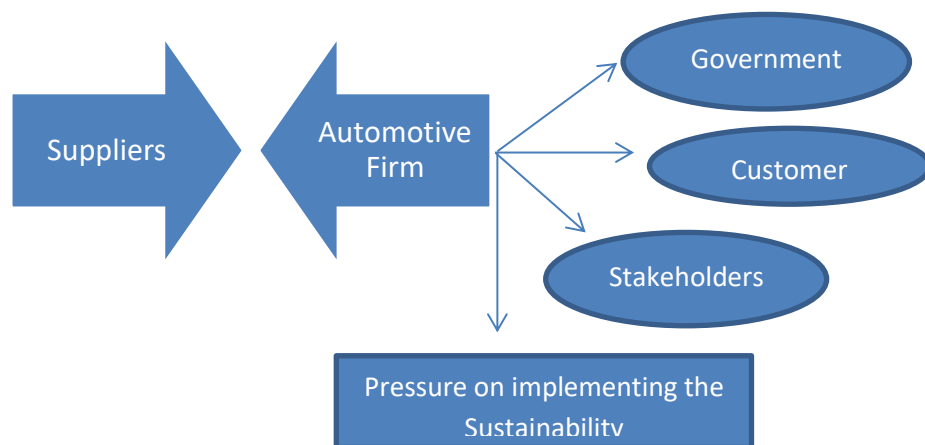 Government
Suppliers
Automotive
Firm
Customer
Stakeholders
Pressure on implementing the
Sustainability